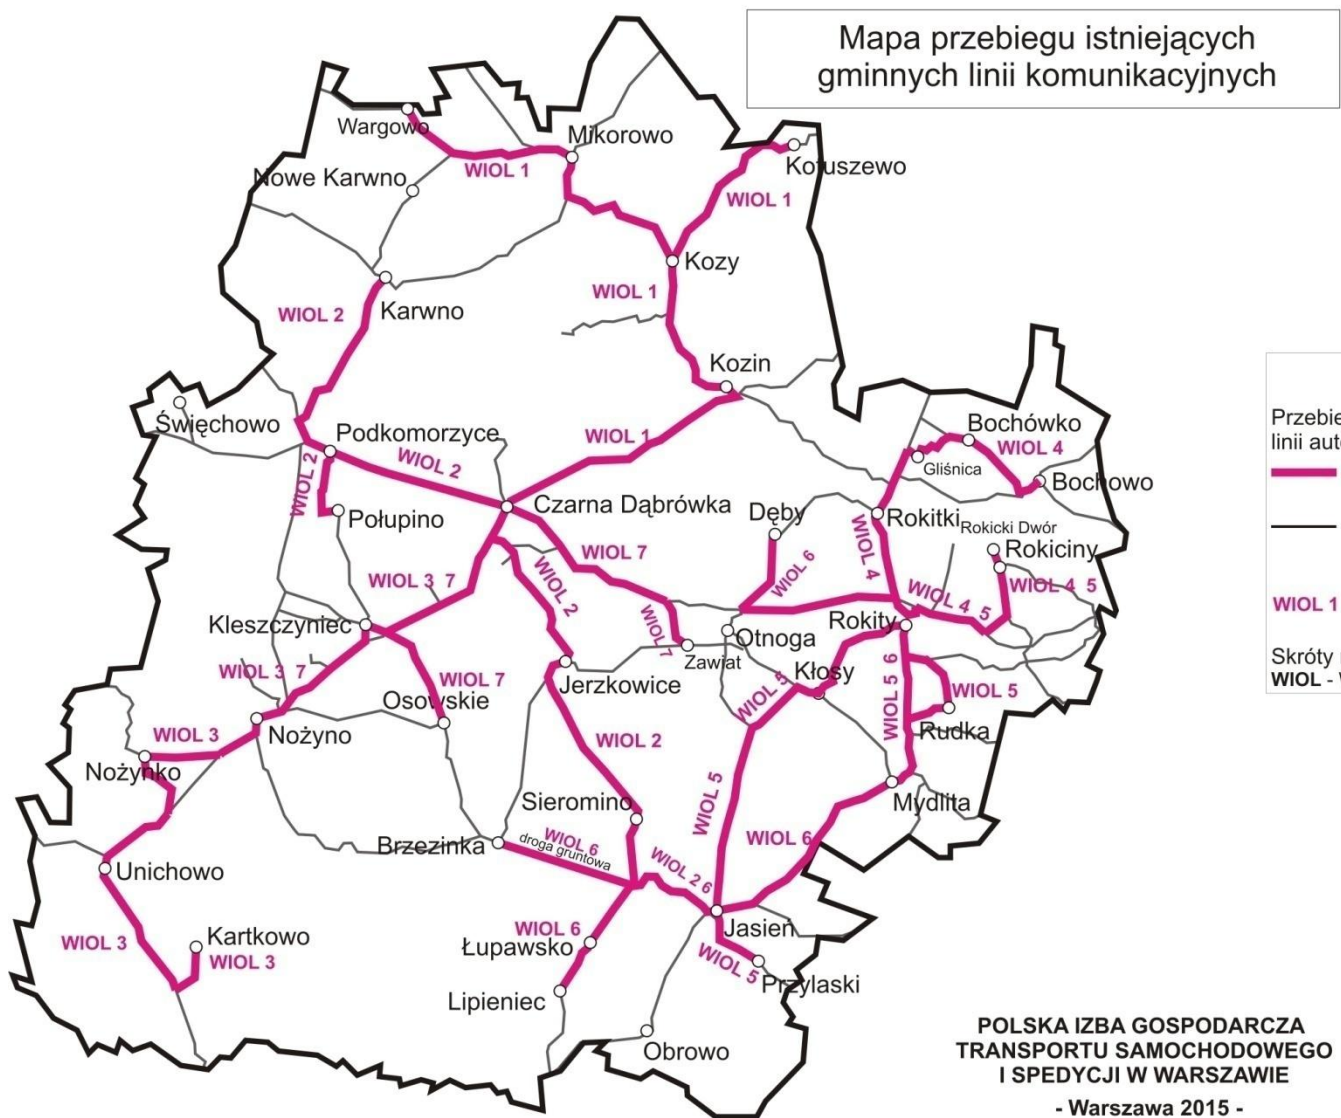 Mapa przebiegu istniejących
gminnych linii komunikacyjnych
Wargowo
Mikorowo
Kotuszewo
WIOL 1
WIOL 1
Nowe Karwno
Kozy
WIOL 1
WIOL 2
Karwno
Kozin
Święchowo
Podkomorzyce
WIOL 1
Bochówko
WIOL 4
WIOL 2
WIOL 2
Gliśnica
Bochowo
Połupino
Czarna Dąbrówka
Dęby
Rokitki
Rokicki Dwór
Rokiciny
WIOL 7
WIOL 6
WIOL 4
WIOL 3 7
WIOL 2
WIOL 4 5
WIOL 4 5
Kleszczyniec
WIOL 7
Otnoga
Rokity
Zawiat
WIOL 3 7
WIOL 7
Osowskie
Jerzkowice
Kłosy
WIOL 5
WIOL 5 6
WIOL 5
Rudka
Nożyno
WIOL 3
WIOL 2
Nożynko
WIOL 5
Mydlita
Sieromino
Brzezinka
WIOL 6
droga gruntowa
WIOL 6
Unichowo
WIOL 2 6
WIOL 3
Kartkowo
WIOL 3
WIOL 6
Łupawsko
Jasień
WIOL 5
Przylaski
Lipieniec
Obrowo
Przebie
linii aut
WIOL 1
Skróty
WIOL -
POLSKA IZBA GOSPODARCZA
TRANSPORTU SAMOCHODOWEGO
I SPEDYCJI W WARSZAWIE
- Warszawa 2015 -